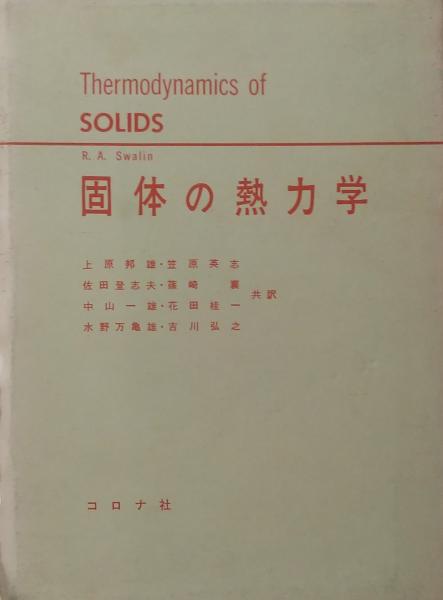 Thermodynamics of
SOLIDS
R. A. Swalin
固体の熱力学
上原邦雄・笠原英志
佐田登志夫・篠崎襄
中山一雄・花田桂一
水野万亀雄・吉川弘之
共訳
コロナ社